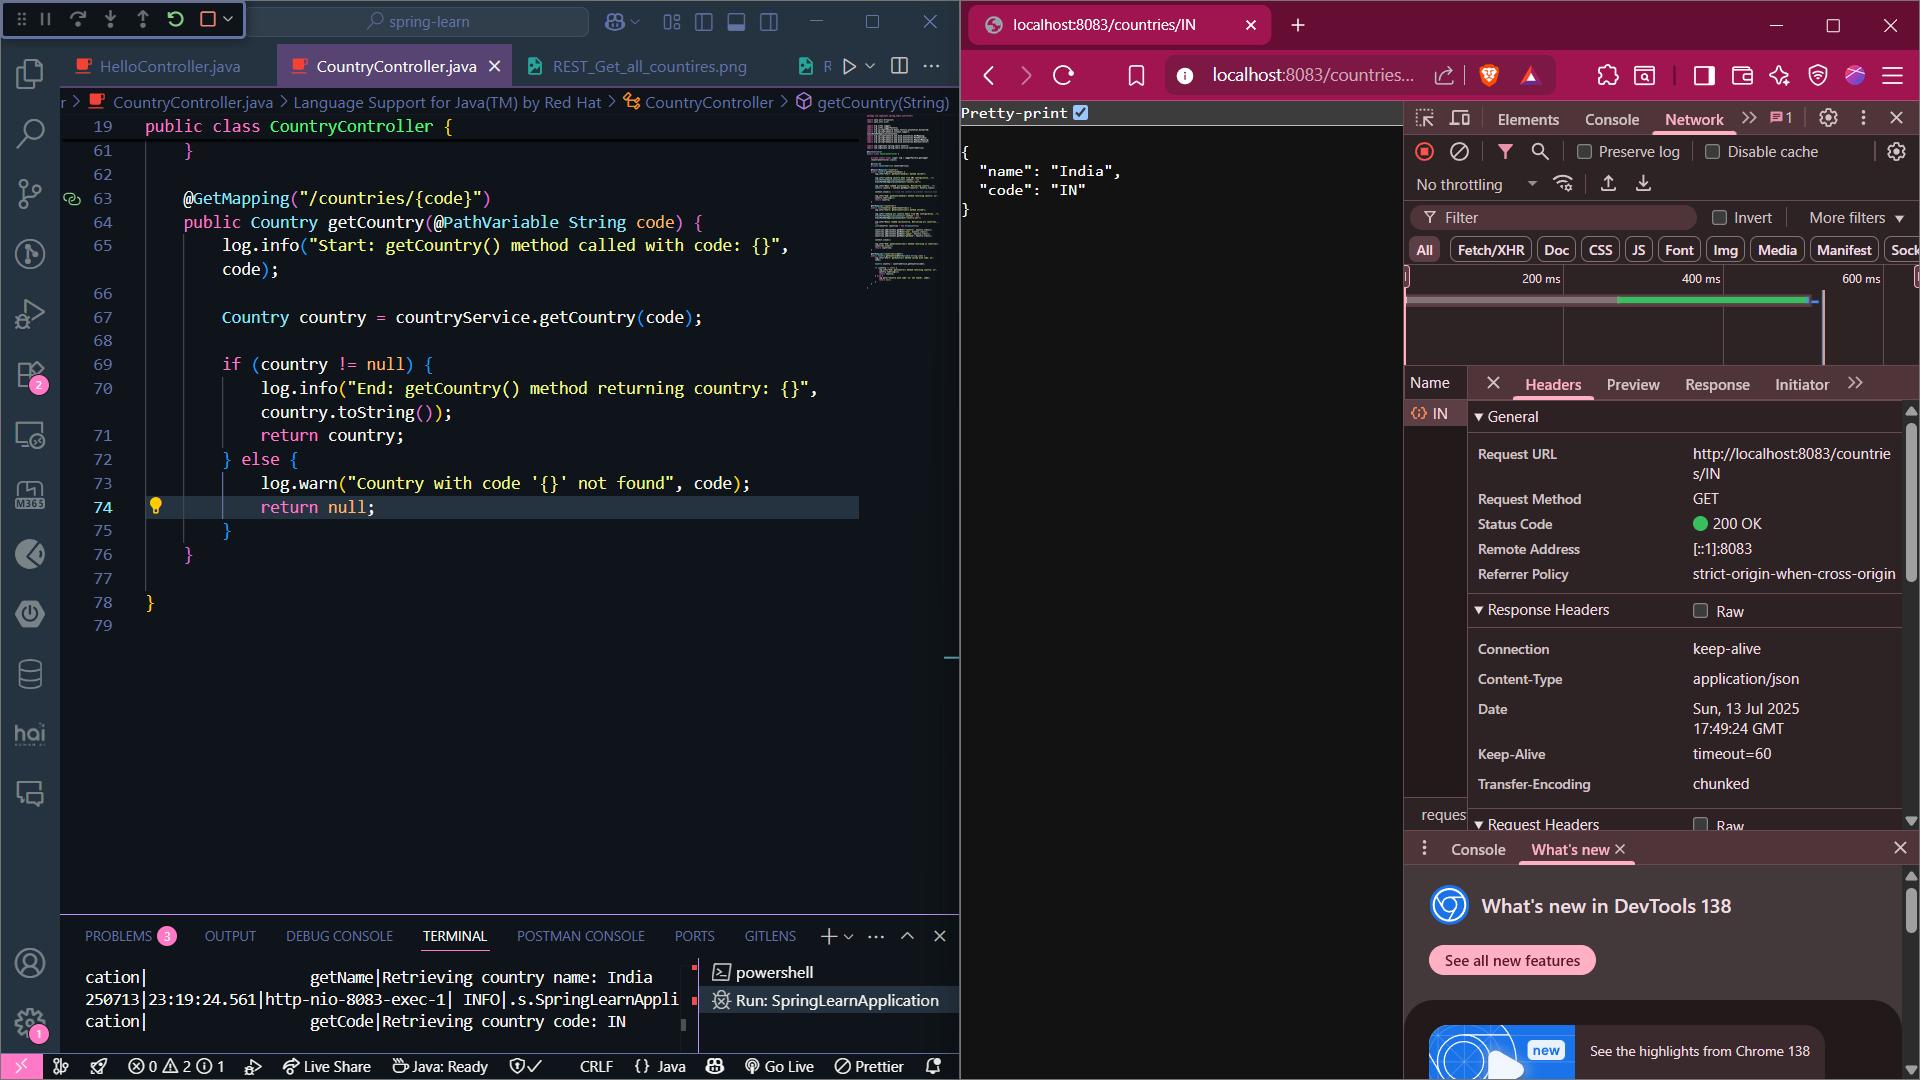 spring-learn
HelloController.java
CountryController.java
REST_Get_all_countires.png
r > CountryController.java > Language Support for Java(TM) by Red Hat > CountryController > getCountry(String)
19 public class CountryController {
61 }
62
63 @GetMapping("/countries/{code}")
64 public Country getCountry(@PathVariable String code) {
65 log.info("Start: getCountry() method called with code: {}",
code);
66
67 Country country = countryService.getCountry(code);
68
69 if (country != null) {
70 log.info("End: getCountry() method returning country: {}",
country.toString());
71 return country;
72 } else {
73 log.warn("Country with code '{}' not found", code);
74 return null;
75 }
76 }
77
78 }
79
PROBLEMS 3 OUTPUT DEBUG CONSOLE TERMINAL POSTMAN CONSOLE PORTS GITLENS
cation| getName|Retrieving country name: India
250713|23:19:24.561|http-nio-8083-exec-1| INFO|.s.SpringLearnAppli
cation| getCode|Retrieving country code: IN
powershell
Run: SpringLearnApplication
2
M365
hai
1
0 2 1 Live Share Java: Ready CRLF {} Java Go Live Prettier
localhost:8083/countries/IN
localhost:8083/countries...
Pretty-print
{
"name": "India",
"code": "IN"
}
Elements Console Network 1
Preserve log Disable cache
No throttling
Filter Invert More filters
All Fetch/XHR Doc CSS JS Font Img Media Manifest Sock
200 ms 400 ms 600 ms
Name Headers Preview Response Initiator
IN
General
Request URL http://localhost:8083/countrie
s/IN
Request Method GET
Status Code 200 OK
Remote Address [::1]:8083
Referrer Policy strict-origin-when-cross-origin
Response Headers Raw
Connection keep-alive
Content-Type application/json
Date Sun, 13 Jul 2025
17:49:24 GMT
Keep-Alive timeout=60
Transfer-Encoding chunked
reques
Request Headers Raw
Console What's new
What's new in DevTools 138
See all new features
new
See the highlights from Chrome 138